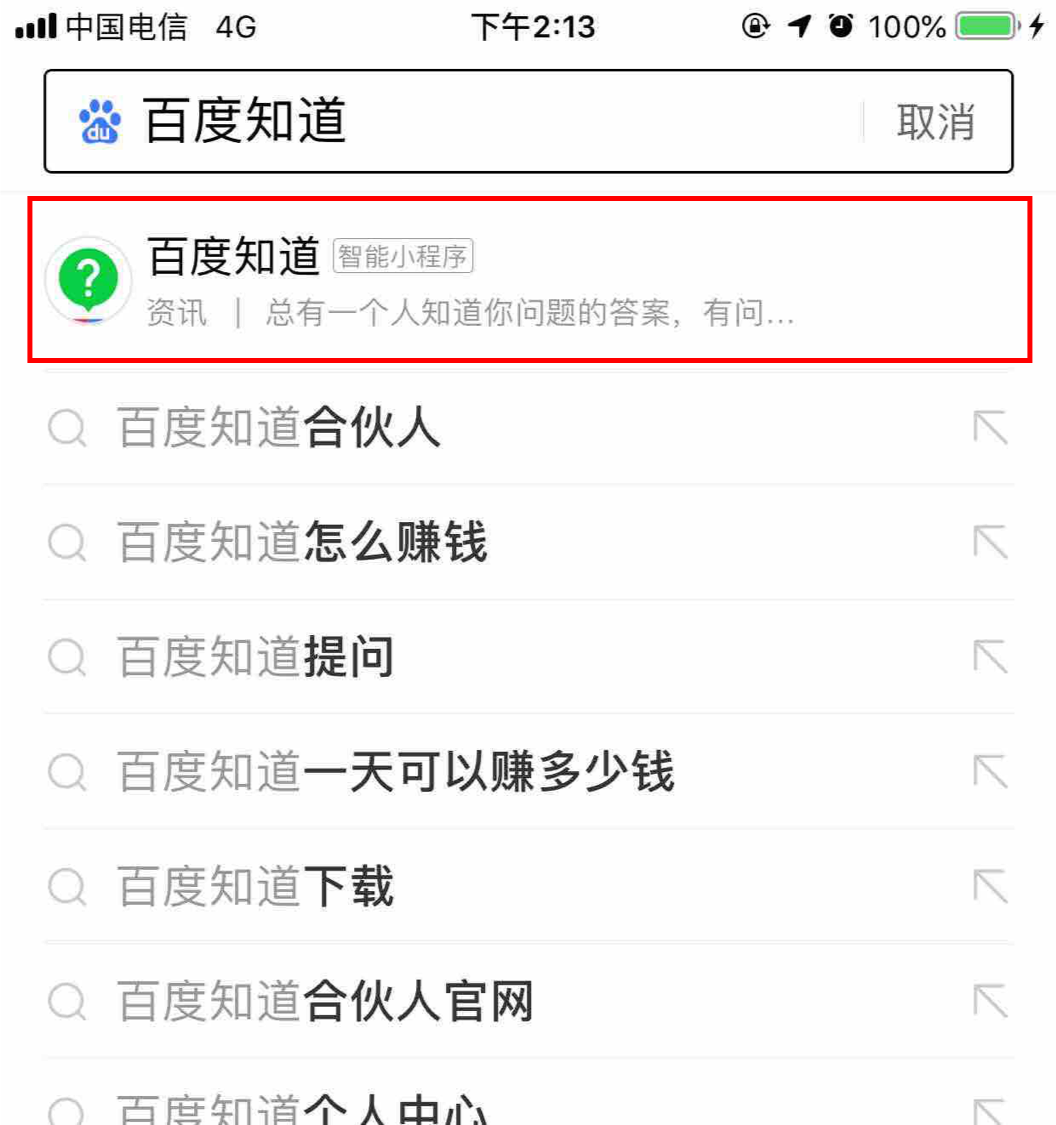 中国电信 4G 下午2:13 100%
du 百度知道 取消
百度知道 智能小程序
资讯 | 总有一个人知道你问题的答案，有问...
百度知道合伙人
百度知道怎么赚钱
百度知道提问
百度知道一天可以赚多少钱
百度知道下载
百度知道合伙人官网
百度知道个人中心